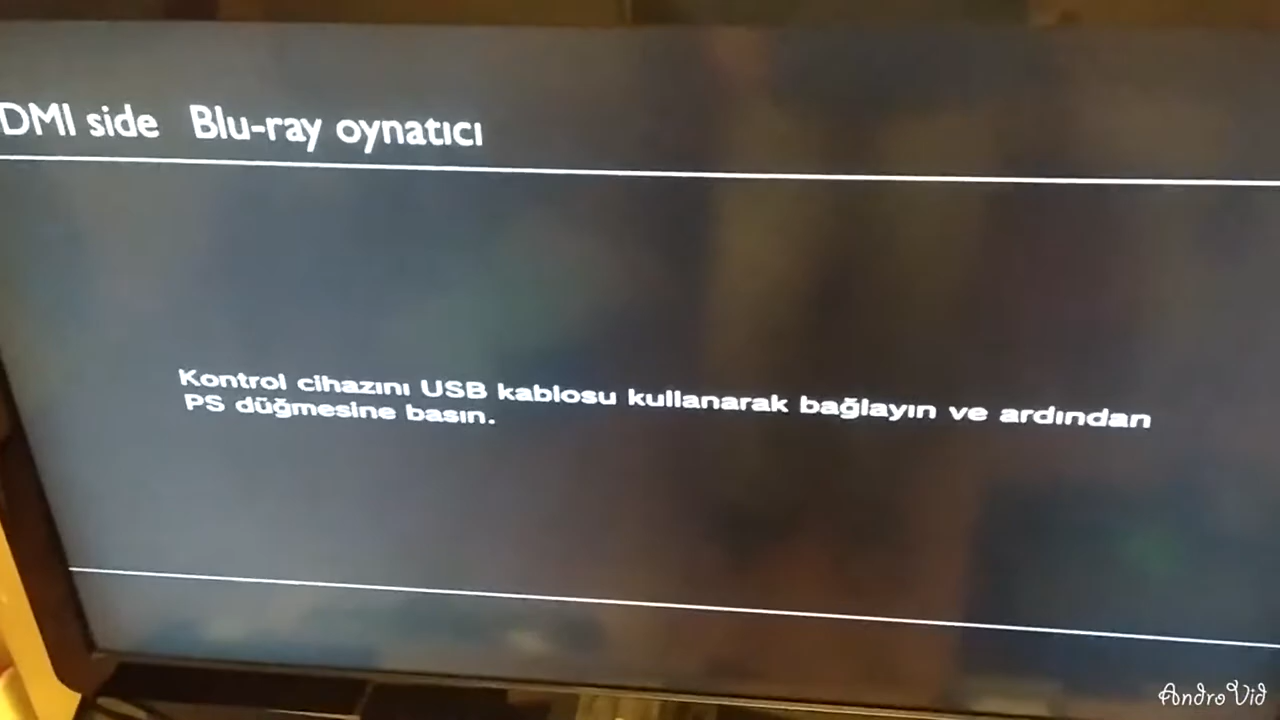 DMI side Blu-ray oynatıcı
Kontrol cihazını USB kablosu kullanarak bağlayın ve ardından
PS düğmesine basın.
AndroVid